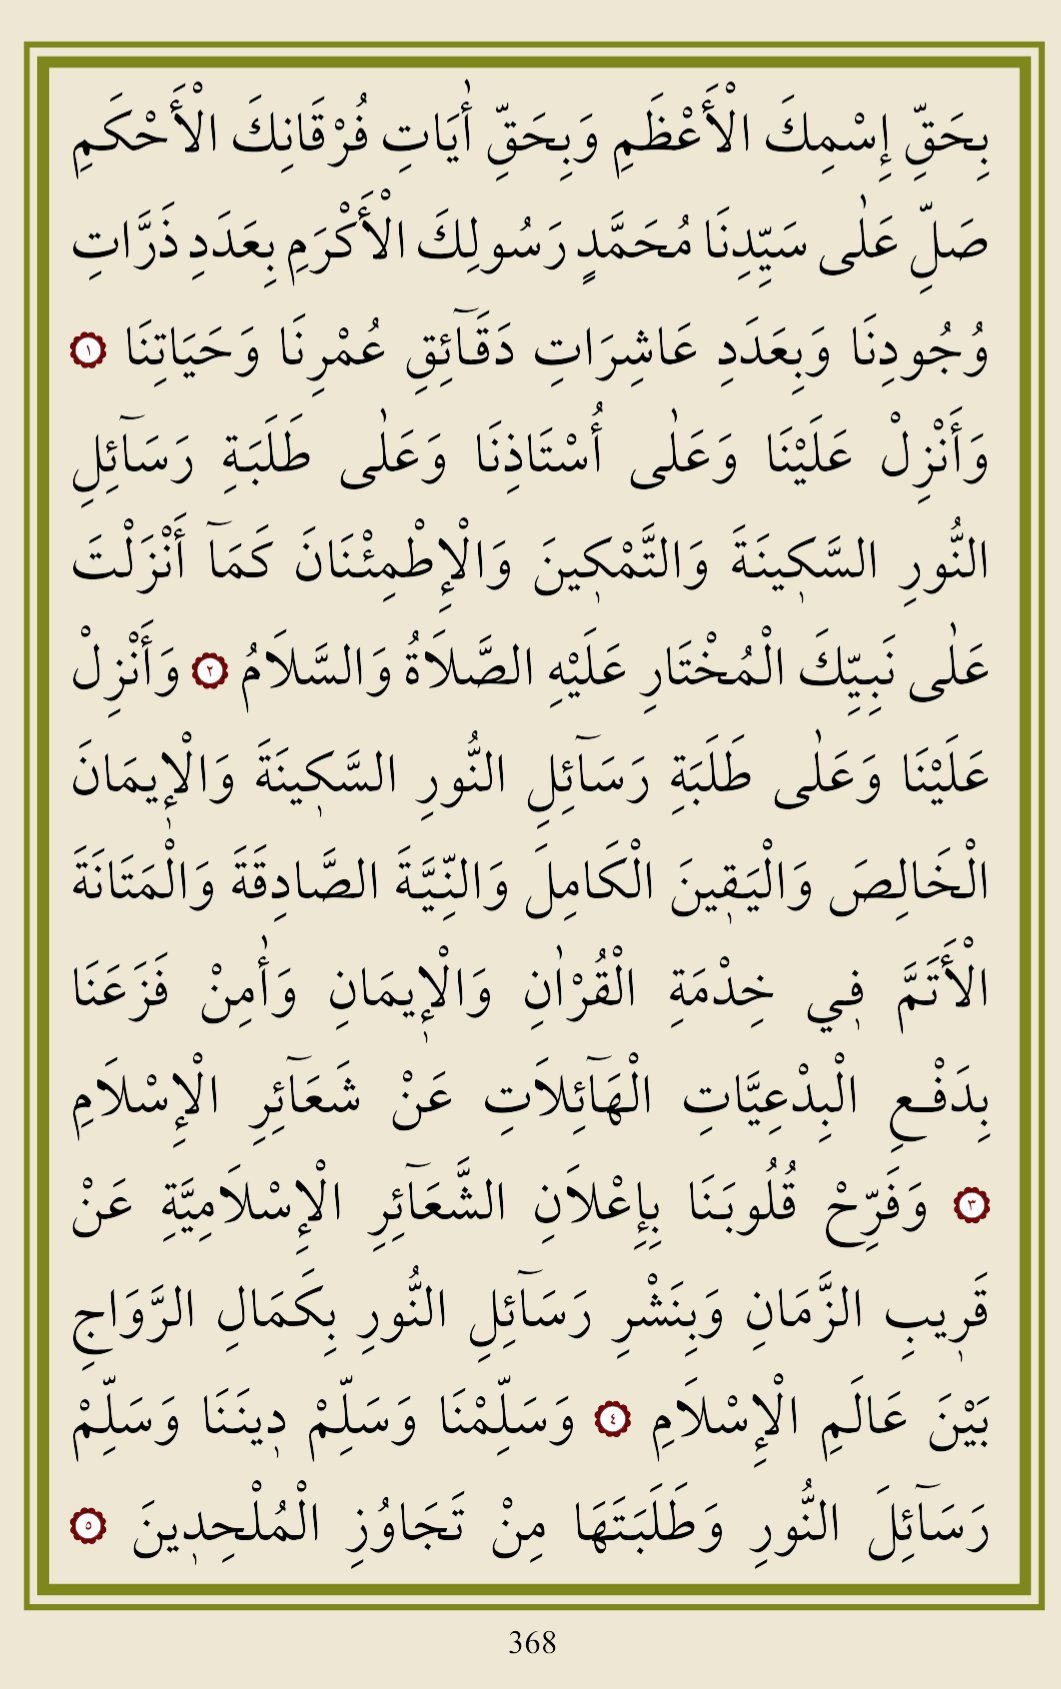 بِحَقِّ إِسْمِكَ الْأَعْظَمِ وَبِحَقِّ أٰيَاتِ فُرْقَانِكَ الْأَحْكَمِ
صَلِّ عَلٰى سَيِّدِنَا مُحَمَّدٍ رَسُولِكَ الْأَكْرَمِ بِعَدَدِ ذَرَّاتِ
وُجُودِنَا وَبِعَدَدِ عَاشِرَاتِ دَقَآئِقِ عُمْرِنَا وَحَيَاتِنَا ١
وَأَنْزِلْ عَلَيْنَا وَعَلٰى أُسْتَاذِنَا وَعَلٰى طَلَبَةِ رَسَآئِلِ
النُّورِ السَّكٖينَةَ وَالتَّمْكٖينَ وَالْإِطْمِئْنَانَ كَمَآ أَنْزَلْتَ
عَلٰى نَبِيِّكَ الْمُخْتَارِ عَلَيْهِ الصَّلَاةُ وَالسَّلَامُ ٢ وَأَنْزِلْ
عَلَيْنَا وَعَلٰى طَلَبَةِ رَسَآئِلِ النُّورِ السَّكٖينَةَ وَالْإٖيمَانَ
الْخَالِصَ وَالْيَقٖينَ الْكَامِلَ وَالنِّيَّةَ الصَّادِقَةَ وَالْمَتَانَةَ
الْأَتَمَّ فٖي خِدْمَةِ الْقُرْاٰنِ وَالْإٖيمَانِ وَأٰمِنْ فَزَعَنَا
بِدَفْعِ الْبِدْعِيَّاتِ الْهَآئِلَاتِ عَنْ شَعَآئِرِ الْإِسْلَامِ
٣ وَفَرِّحْ قُلُوبَنَا بِإِعْلَانِ الشَّعَآئِرِ الْإِسْلَامِيَّةِ عَنْ
قَرٖيبِ الزَّمَانِ وَبِنَشْرِ رَسَآئِلِ النُّورِ بِكَمَالِ الرَّوَاجِ
بَيْنَ عَالَمِ الْإِسْلَامِ ٤ وَسَلِّمْنَا وَسَلِّمْ دٖينَنَا وَسَلِّمْ
رَسَآئِلَ النُّورِ وَطَلَبَتَهَا مِنْ تَجَاوُزِ الْمُلْحِدٖينَ ٥
368